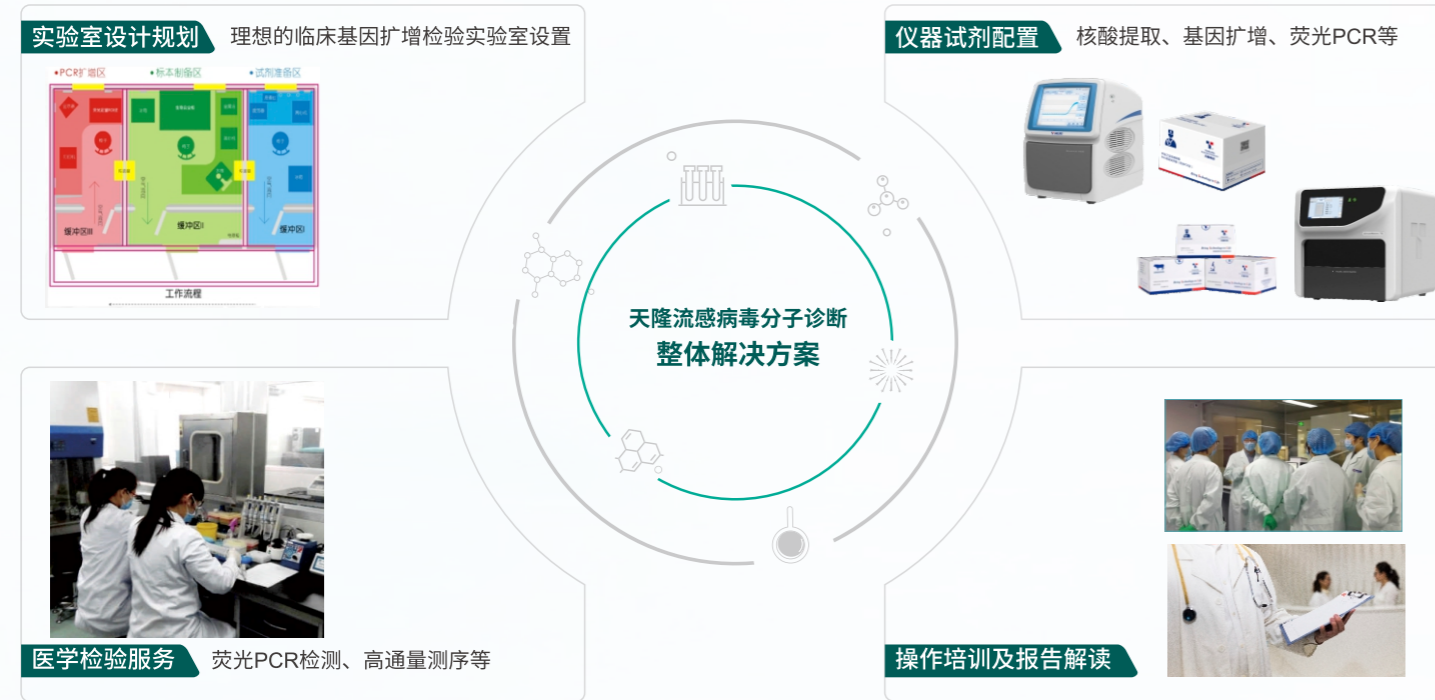 实验室设计规划 理想的临床基因扩增检验实验室设置
•PCR扩增区 •标本制备区 •试剂准备区
缓冲区III 缓冲区II 缓冲区I
工作流程
仪器试剂配置 核酸提取、基因扩增、荧光PCR等
天隆流感病毒分子诊断
整体解决方案
医学检验服务 荧光PCR检测、高通量测序等
操作培训及报告解读